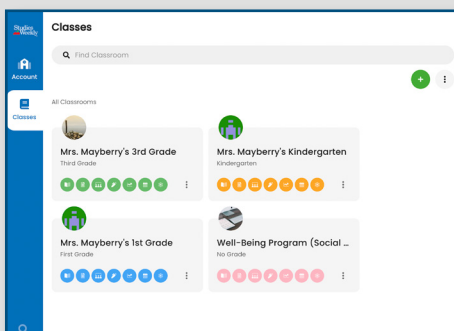 Studies
Weekly
Classes
Find Classroom
Account
Classes
All Classrooms
Mrs. Mayberry's 3rd Grade
Third Grade
Mrs. Mayberry's Kindergarten
Kindergarten
Mrs. Mayberry's 1st Grade
First Grade
Well-Being Program (Social ...
No Grade